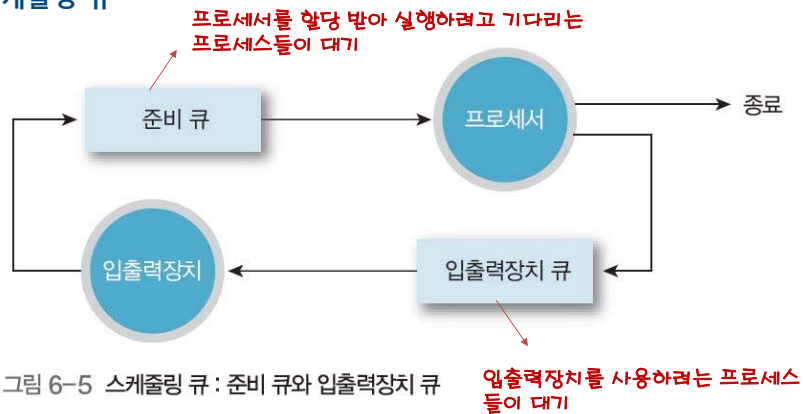 프로세서를 할당 받아 실행하려고 기다리는
프로세스들이 대기
준비 큐
프로세서
종료
입출력장치
입출력장치 큐
그림 6-5 스케줄링 큐 : 준비 큐와 입출력장치 큐
입출력장치를 사용하려는 프로세스
들이 대기